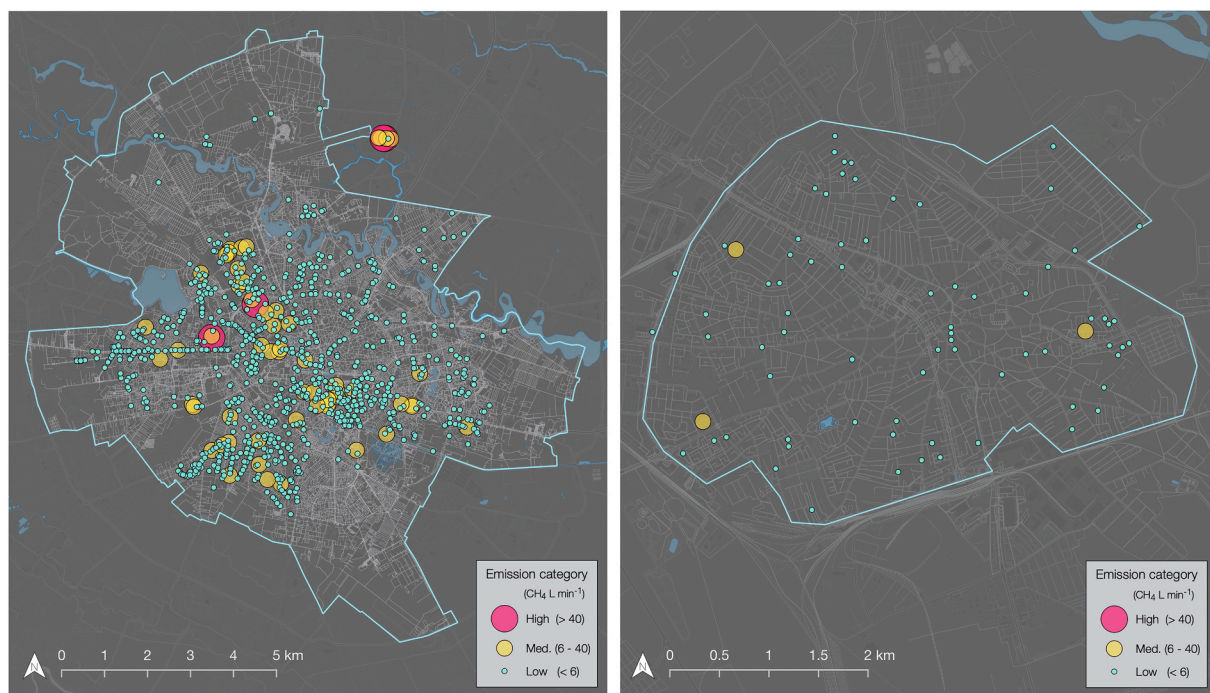 Emission category
(CH₄ L min⁻¹)
High (> 40)
Med. (6 - 40)
Low (< 6)
N
0 1 2 3 4 5 km
Emission category
(CH₄ L min⁻¹)
High (> 40)
Med. (6 - 40)
Low (< 6)
N
0 0.5 1 1.5 2 km